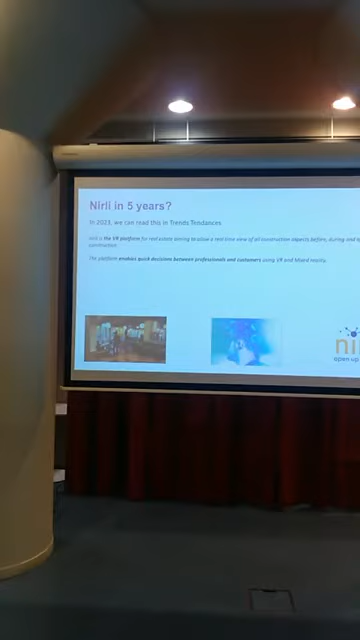 Nirli in 5 years?
In 2023, we can read this in Trends Tendances
Nirli is the VR platform for real estate aiming to allow a real time view of all construction aspects before, during and
construction.
The platform enables quick decisions between professionals and customers using VR and Mixed reality.
ni
open up